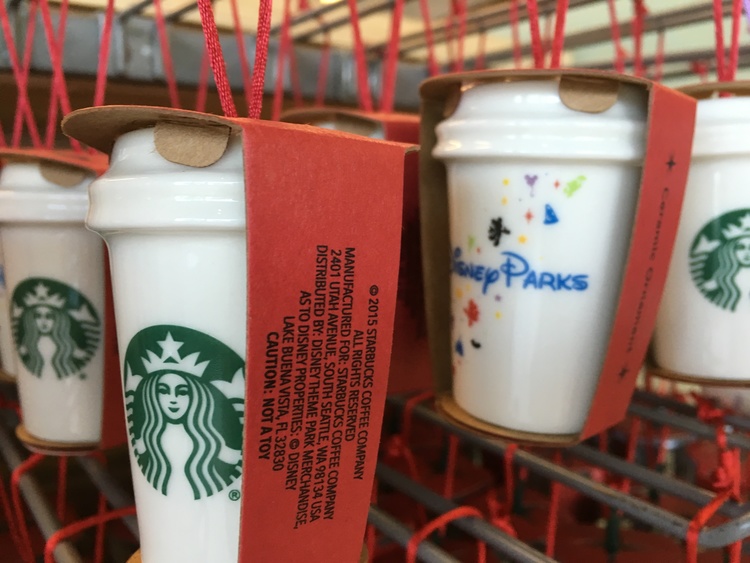 © 2015 STARBUCKS COFFEE COMPANY
ALL RIGHTS RESERVED
MANUFACTURED FOR: STARBUCKS COFFEE COMPANY
2401 UTAH AVENUE, SOUTH SEATTLE, WA 98134 USA
DISTRIBUTED BY: DISNEY THEME PARK MERCHANDISE,
AS TO DISNEY PROPERTIES: © DISNEY
LAKE BUENA VISTA, FL 32830
CAUTION: NOT A TOY
®
Disney Parks
Ceramic Ornament